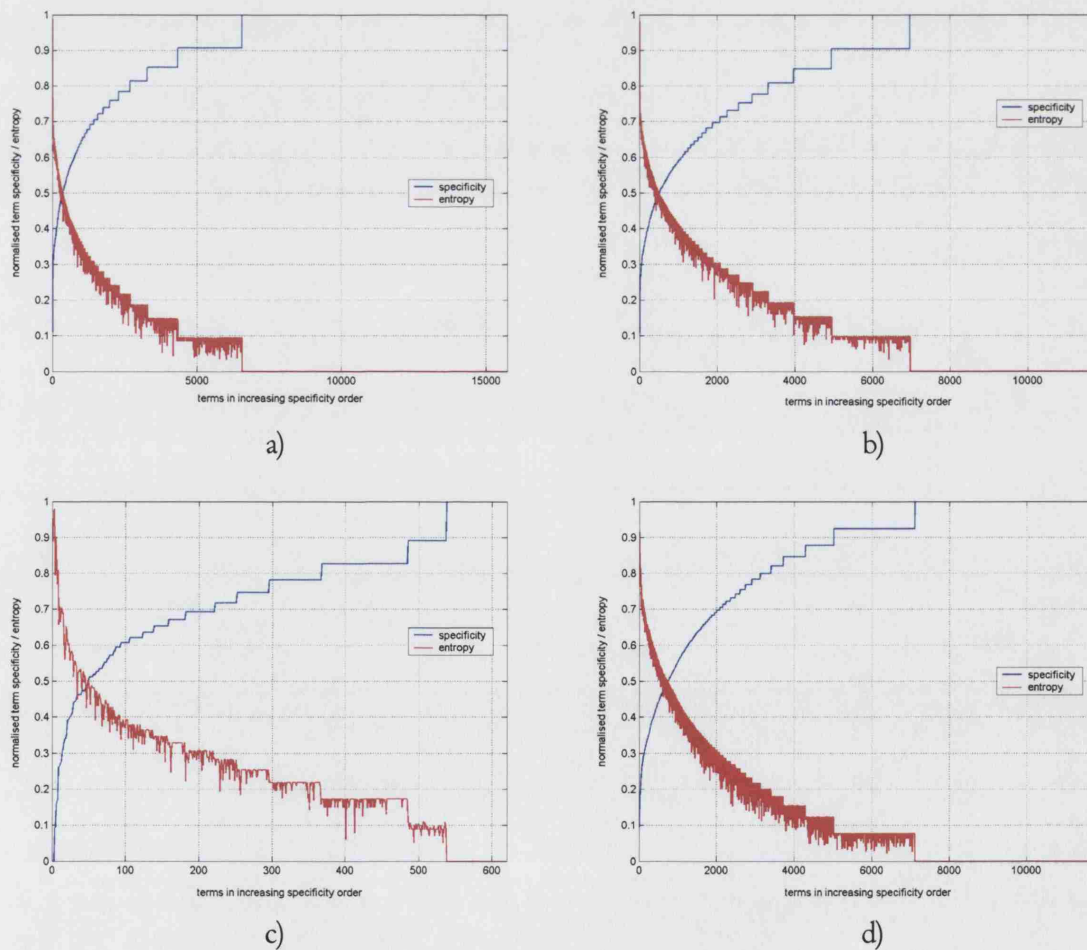 1
0.9
0.8
0.7
0.6
0.5
0.4
0.3
0.2
0.1
0
normalised term specificity / entropy
specificity
entropy
0 5000 10000 15000
terms in increasing specificity order
a)
1
0.9
0.8
0.7
0.6
0.5
0.4
0.3
0.2
0.1
0
normalised term specificity / entropy
specificity
entropy
0 2000 4000 6000 8000 10000
terms in increasing specificity order
b)
1
0.9
0.8
0.7
0.6
0.5
0.4
0.3
0.2
0.1
0
normalised term specificity / entropy
specificity
entropy
0 100 200 300 400 500 600
terms in increasing specificity order
c)
1
0.9
0.8
0.7
0.6
0.5
0.4
0.3
0.2
0.1
0
normalised term specificity / entropy
specificity
entropy
0 2000 4000 6000 8000 10000
terms in increasing specificity order
d)